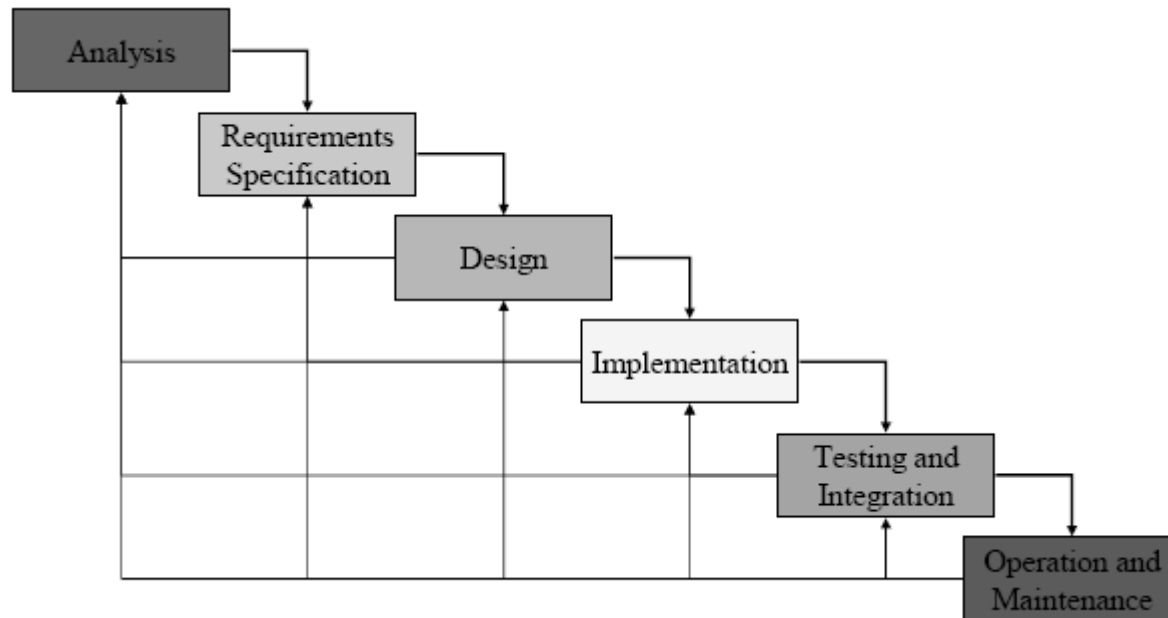 Analysis
Requirements
Specification
Design
Implementation
Testing and
Integration
Operation and
Maintenance